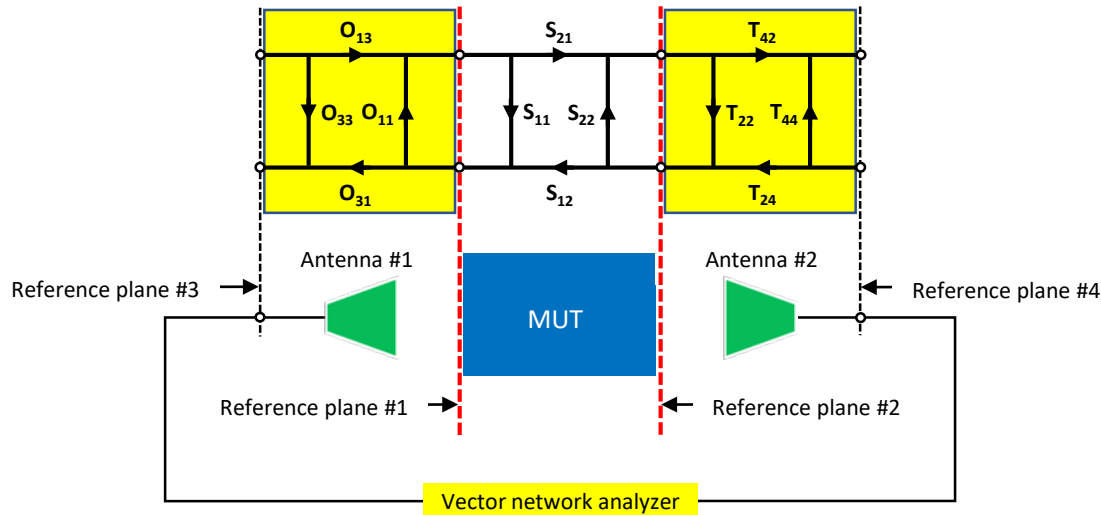 O13
S21
T42
O33
O11
S11
S22
T22
T44
O31
S12
T24
Antenna #1
Antenna #2
Reference plane #3
Reference plane #4
MUT
Reference plane #1
Reference plane #2
Vector network analyzer